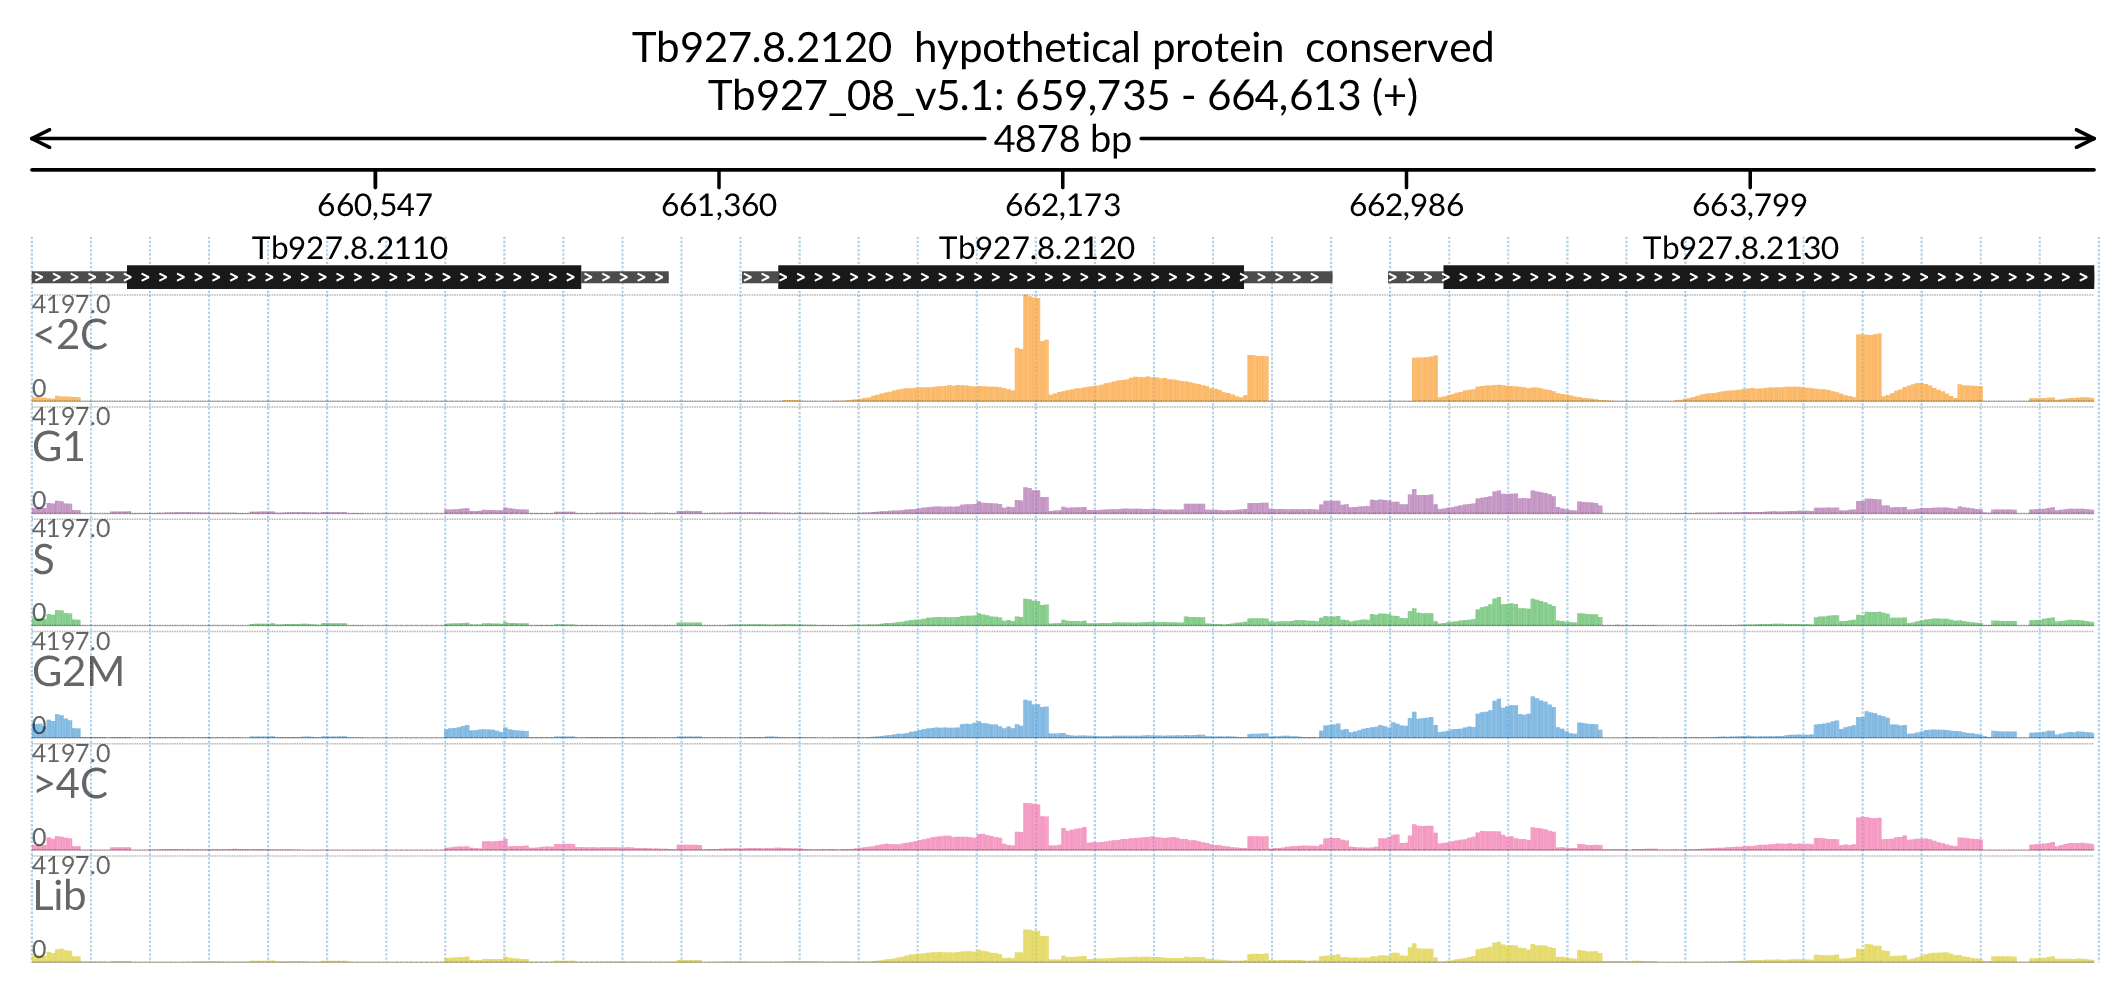 Tb927.8.2120 hypothetical protein conserved
Tb927_08_v5.1: 659,735 - 664,613 (+)
4878 bp
660,547 661,360 662,173 662,986 663,799
Tb927.8.2110 Tb927.8.2120 Tb927.8.2130
4197.0
<2C
0
4197.0
G1
0
4197.0
S
0
4197.0
G2M
0
4197.0
>4C
0
4197.0
Lib
0